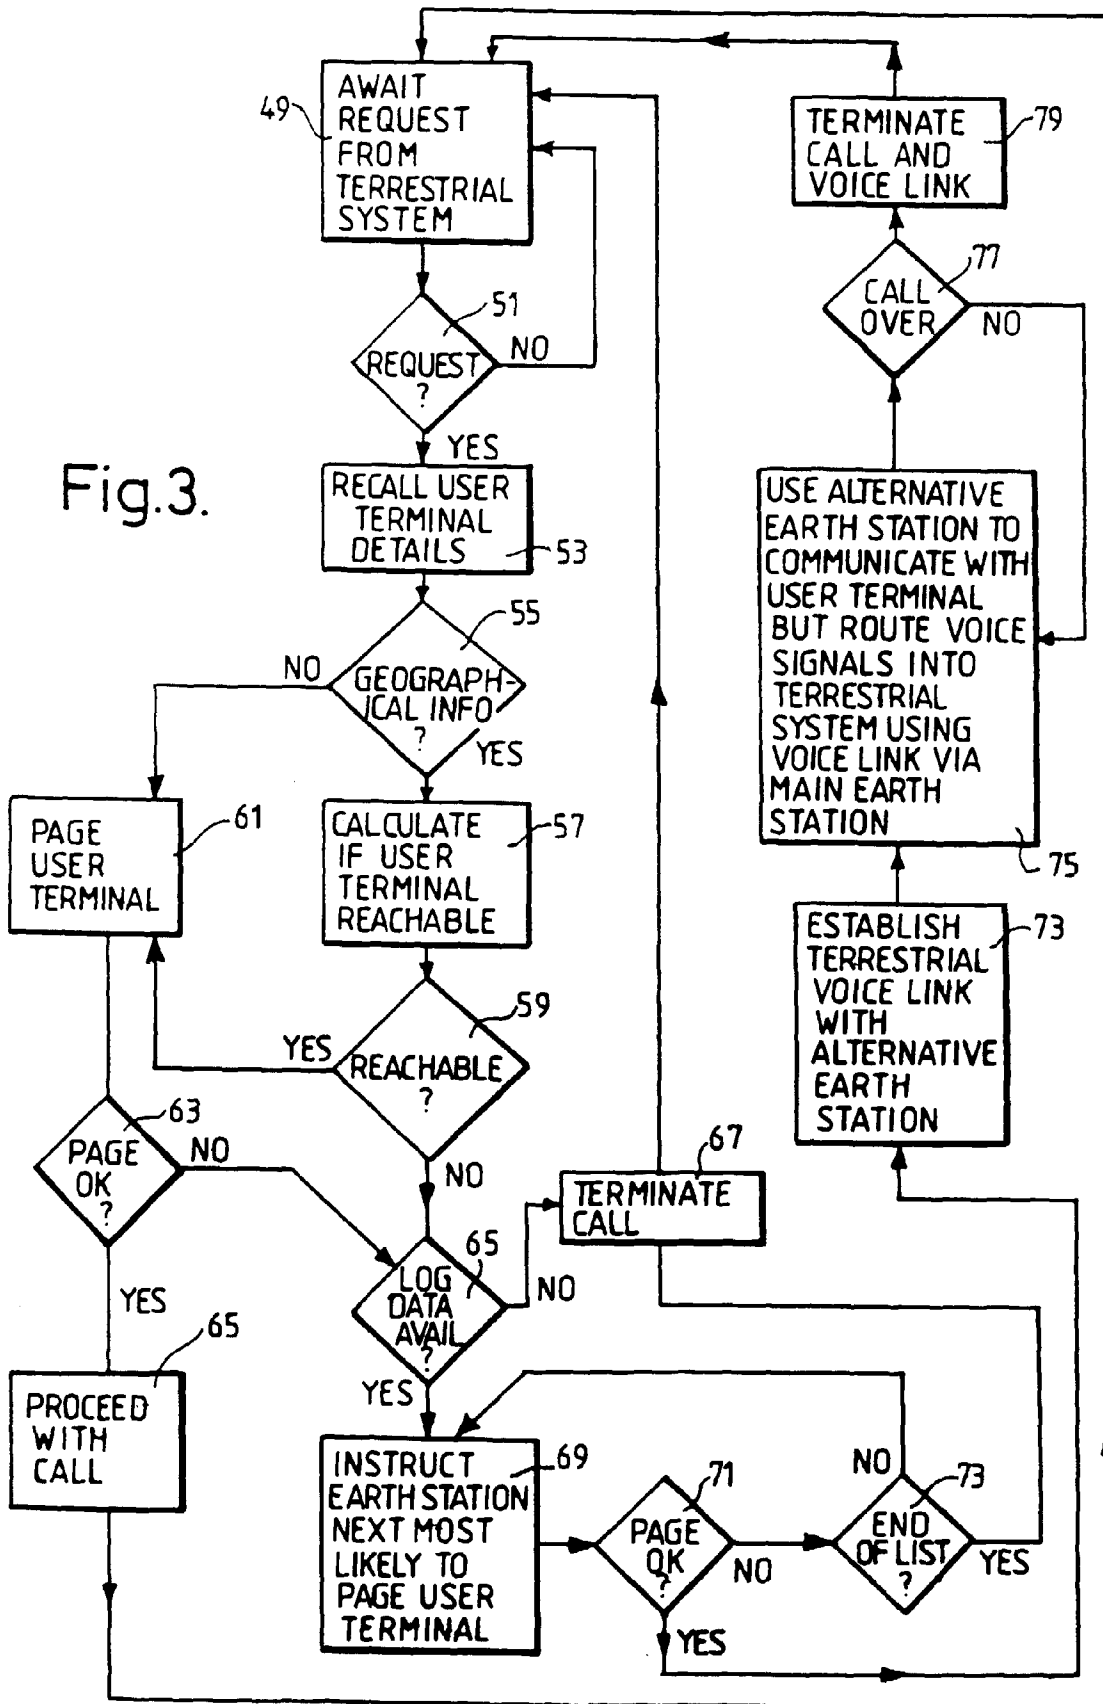 AWAIT
REQUEST
FROM
TERRESTRIAL
SYSTEM
49
51
REQUEST
?
NO
YES
Fig.3.
RECALL USER
TERMINAL
DETAILS
53
55
GEOGRAPH-
ICAL INFO
?
NO
YES
PAGE
USER
TERMINAL
61
CALCULATE
IF USER
TERMINAL
REACHABLE
57
59
REACHABLE
?
YES
NO
63
PAGE
OK
?
NO
YES
65
PROCEED
WITH
CALL
65
LOG
DATA
AVAIL
?
NO
YES
67
TERMINATE
CALL
INSTRUCT
EARTH STATION
NEXT MOST
LIKELY TO
PAGE USER
TERMINAL
69
71
PAGE
OK
?
NO
YES
73
END
OF LIST
?
NO
YES
ESTABLISH
TERRESTRIAL
VOICE LINK
WITH
ALTERNATIVE
EARTH
STATION
73
USE ALTERNATIVE
EARTH STATION TO
COMMUNICATE WITH
USER TERMINAL
BUT ROUTE VOICE
SIGNALS INTO
TERRESTRIAL
SYSTEM USING
VOICE LINK VIA
MAIN EARTH
STATION
75
77
CALL
OVER
NO
TERMINATE
CALL AND
VOICE LINK
79